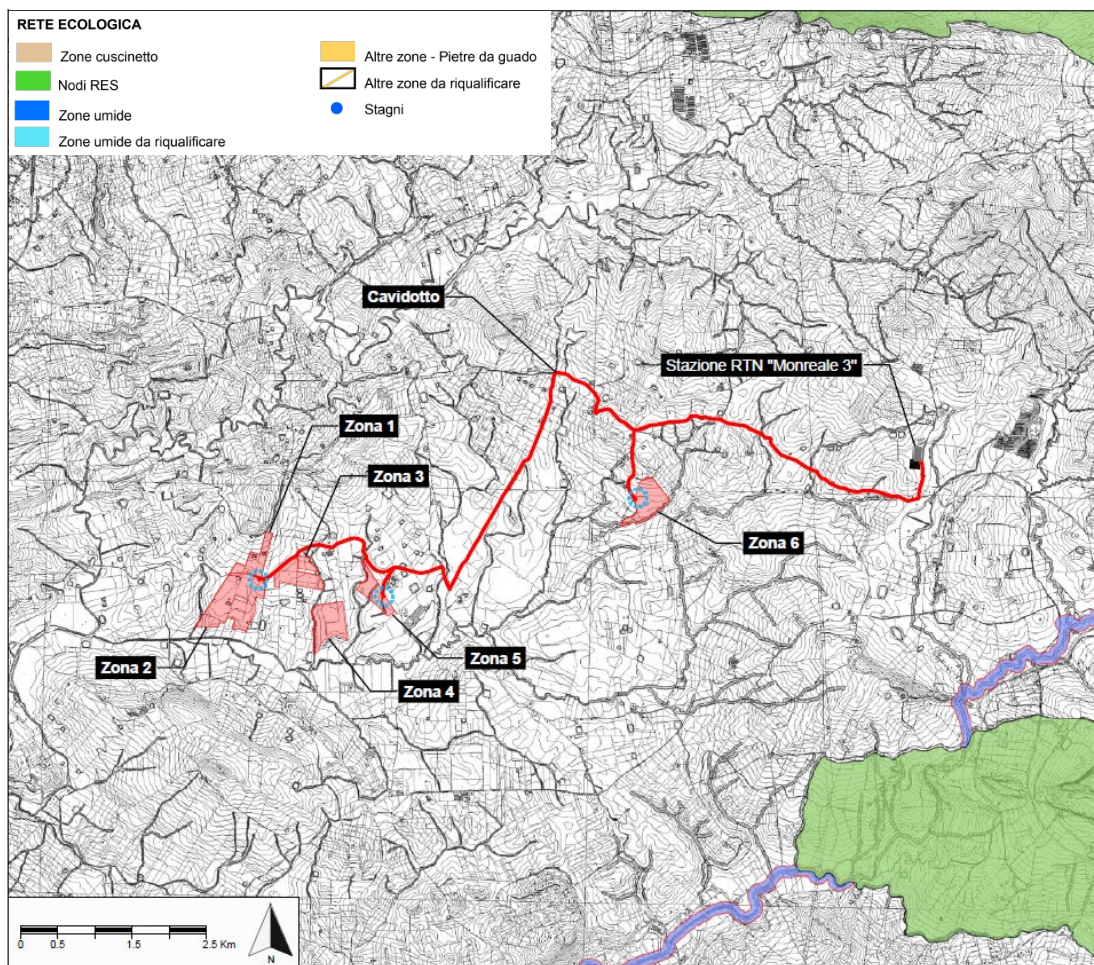 RETE ECOLOGICA
Zone cuscinetto
Nodi RES
Zone umide
Zone umide da riqualificare
Altre zone - Pietre da guado
Altre zone da riqualificare
Stagni
Cavidotto
Stazione RTN "Monreale 3"
Zona 1
Zona 3
Zona 6
Zona 2
Zona 5
Zona 4
0 0.5 1.5 2.5 Km
N